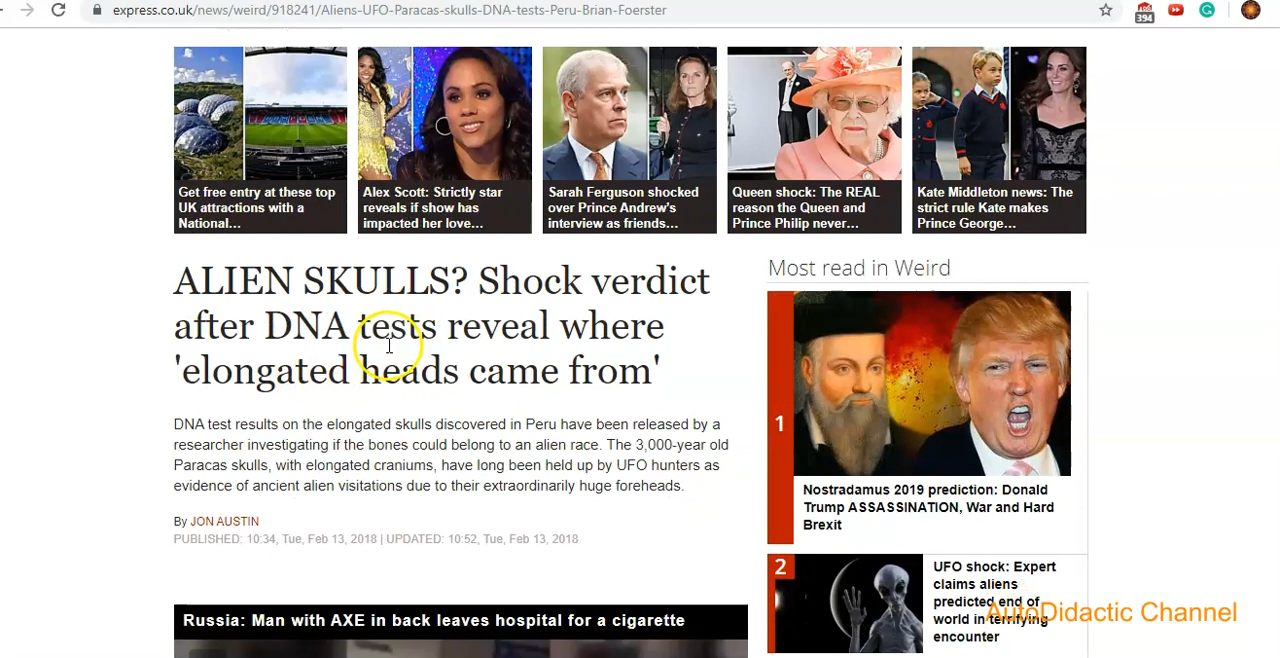 express.co.uk/news/weird/918241/Aliens-UFO-Paracas-skulls-DNA-tests-Peru-Brian-Foerster
394
Get free entry at these top
UK attractions with a
National...
Alex Scott: Strictly star
reveals if show has
impacted her love...
Sarah Ferguson shocked
over Prince Andrew's
interview as friends...
Queen shock: The REAL
reason the Queen and
Prince Philip never...
Kate Middleton news: The
strict rule Kate makes
Prince George...
ALIEN SKULLS? Shock verdict
after DNA tests reveal where
'elongated heads came from'
DNA test results on the elongated skulls discovered in Peru have been released by a
researcher investigating if the bones could belong to an alien race. The 3,000-year old
Paracas skulls, with elongated craniums, have long been held up by UFO hunters as
evidence of ancient alien visitations due to their extraordinarily huge foreheads.
By JON AUSTIN
PUBLISHED: 10:34, Tue, Feb 13, 2018 | UPDATED: 10:52, Tue, Feb 13, 2018
Russia: Man with AXE in back leaves hospital for a cigarette
Most read in Weird
1
Nostradamus 2019 prediction: Donald
Trump ASSASSINATION, War and Hard
Brexit
2
UFO shock: Expert
claims aliens
predicted end of
world in terrifying
encounter
AutoDidactic Channel